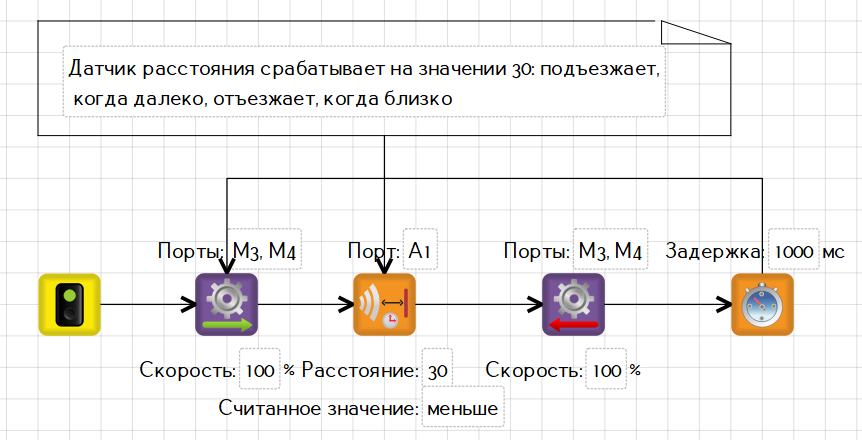 Датчик расстояния срабатывает на значении 30: подъезжает,
когда далеко, отъезжает, когда близко
Порты: M3, M4 Порт: A1 Порты: M3, M4 Задержка: 1000 мс
Скорость: 100 % Расстояние: 30 Скорость: 100 %
Считанное значение: меньше